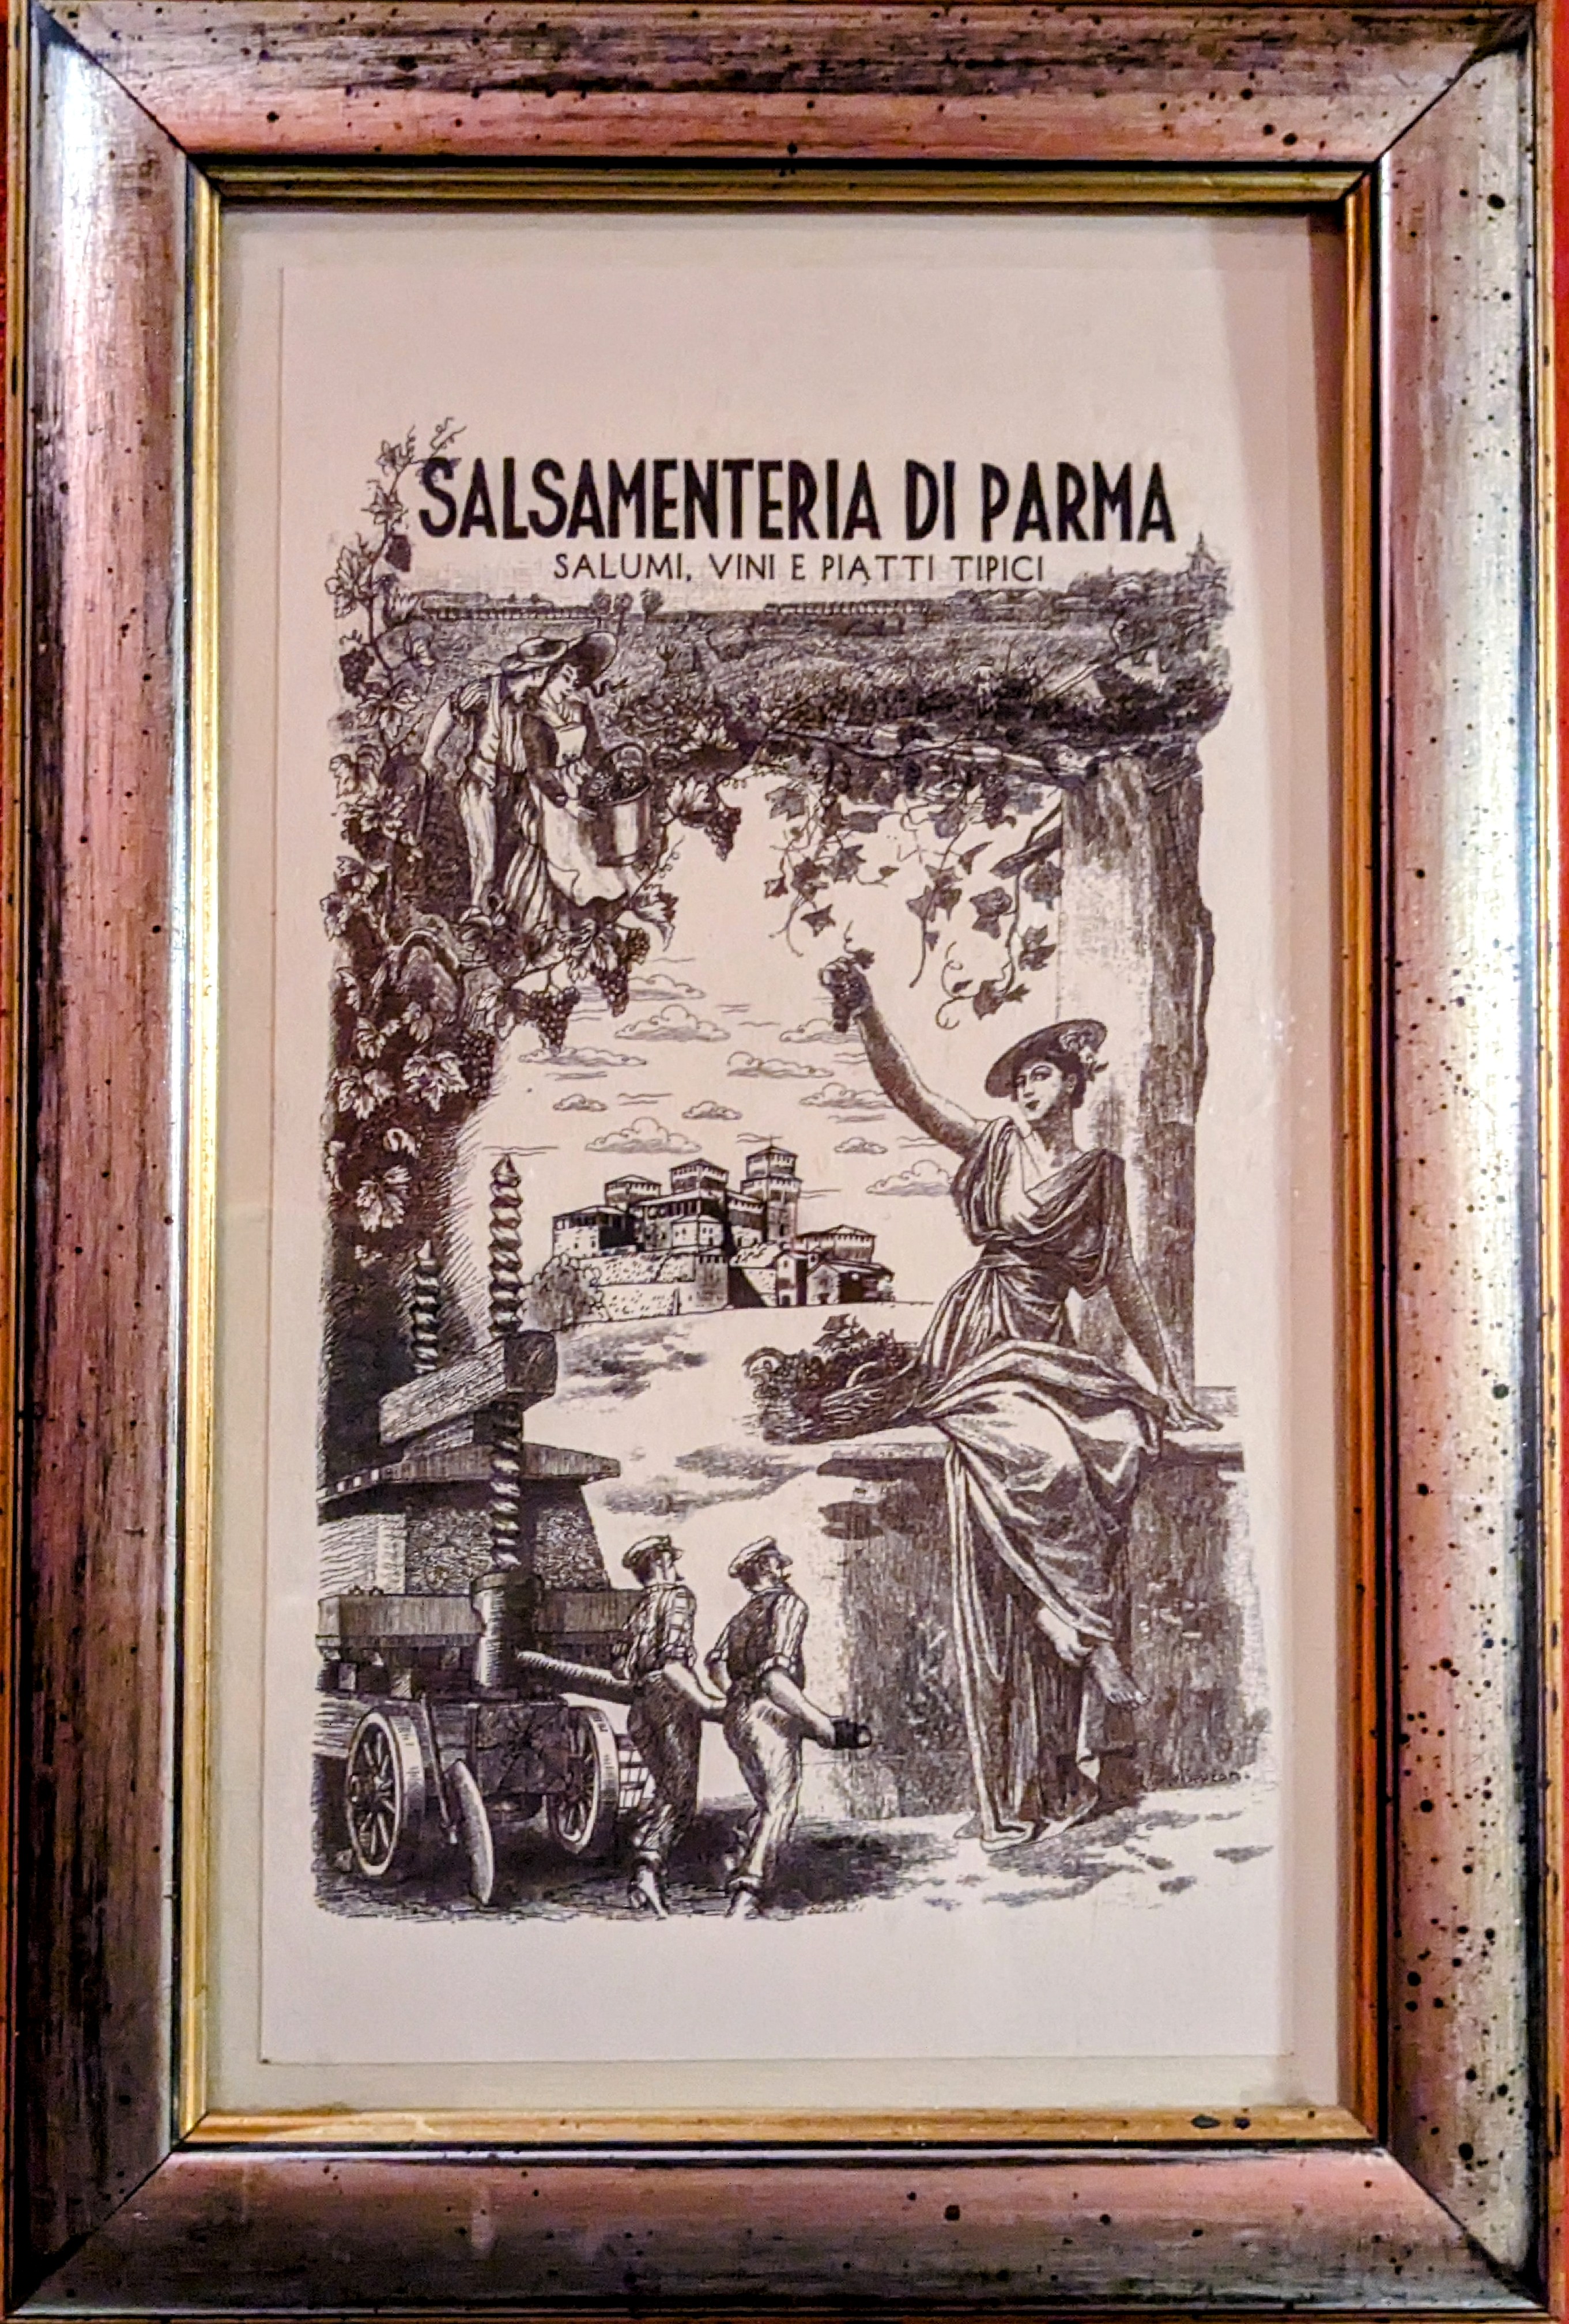 SALSAMENTERIA DI PARMA
SALUMI, VINI E PIATTI TIPICI